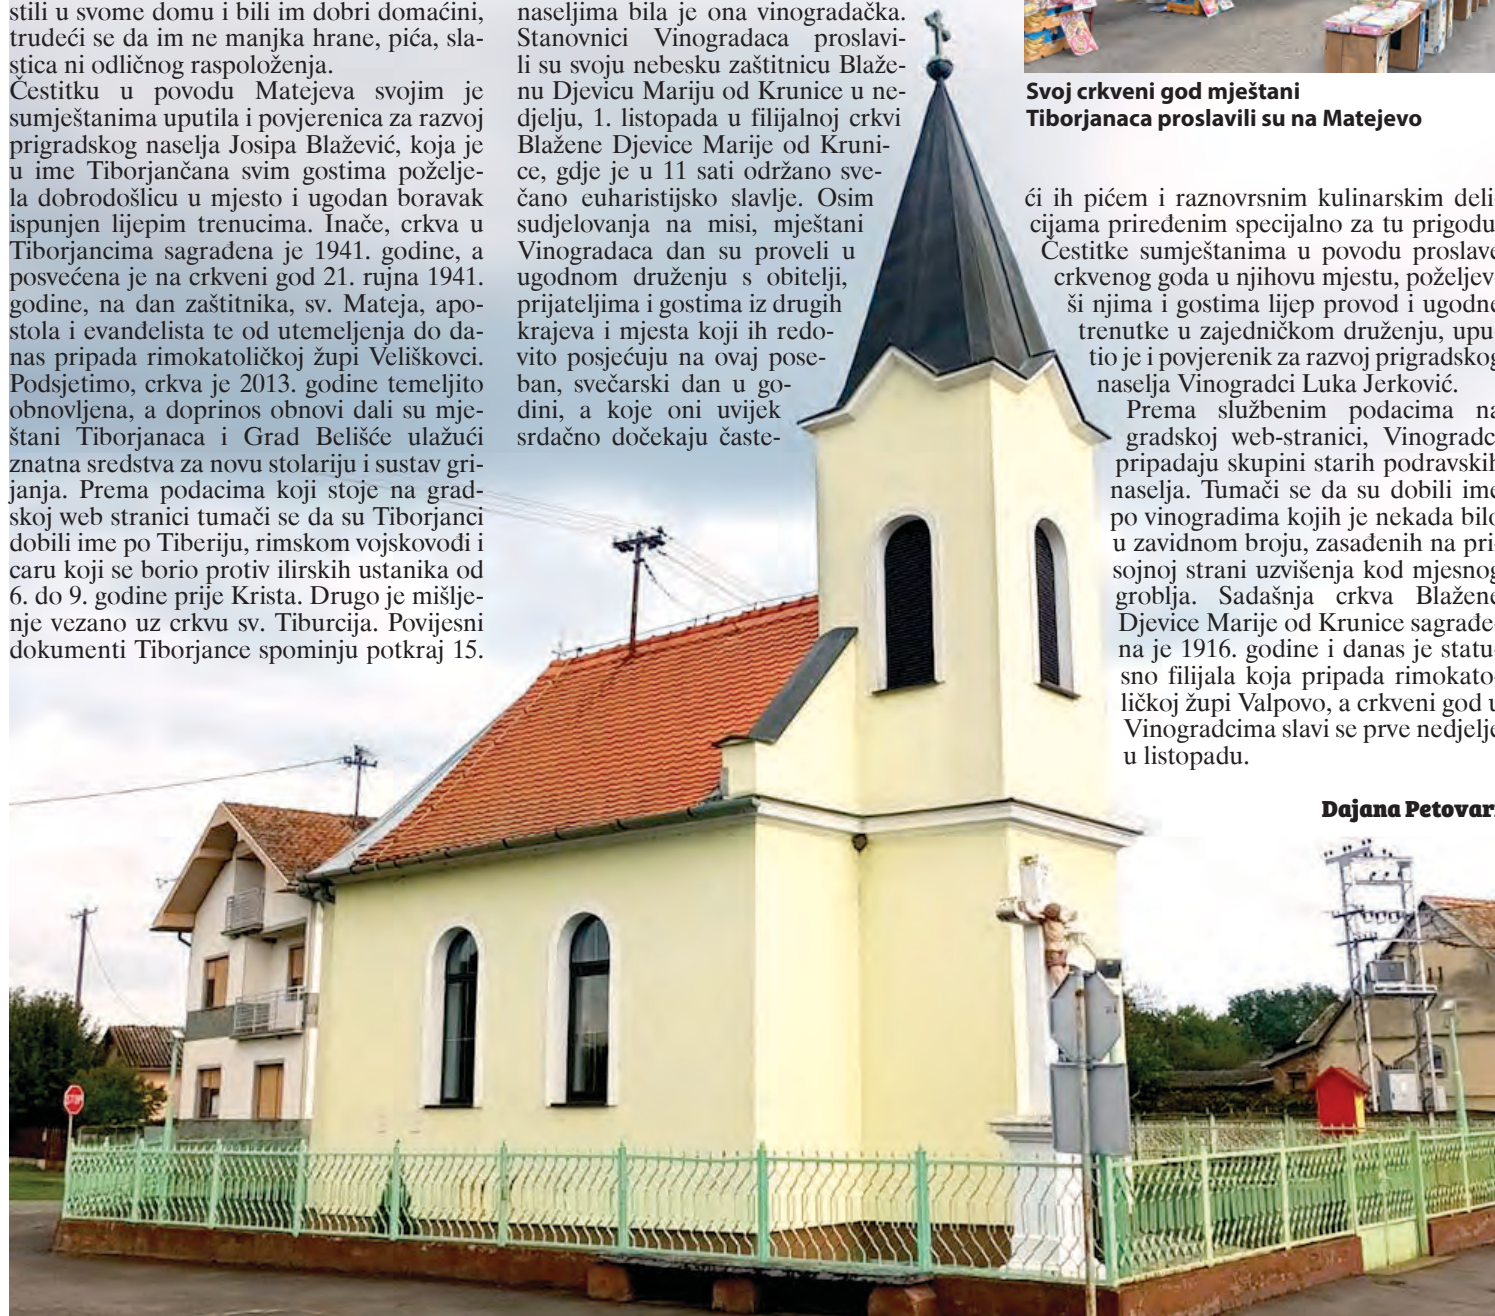 stili u svome domu i bili im dobri domaćini,
trudeći se da im ne manjka hrane, pića, sla-
stica ni odličnog raspoloženja.
Čestitku u povodu Matejeva svojim je
sumještanima uputila i povjerenica za razvoj
prigradskog naselja Josipa Blažević, koja je
u ime Tiborjančana svim gostima poželje-
la dobrodošlicu u mjesto i ugodan boravak
ispunjen lijepim trenucima. Inače, crkva u
Tiborjancima sagrađena je 1941. godine, a
posvećena je na crkveni god 21. rujna 1941.
godine, na dan zaštitnika, sv. Mateja, apo-
stola i evanđelista te od utemeljenja do da-
nas pripada rimokatoličkoj župi Veliškovci.
Podsjetimo, crkva je 2013. godine temeljito
obnovljena, a doprinos obnovi dali su mje-
štani Tiborjanaca i Grad Belišće ulažući
znatna sredstva za novu stolariju i sustav gri-
janja. Prema podacima koji stoje na grad-
skoj web stranici tumači se da su Tiborjanci
dobili ime po Tiberiju, rimskom vojskovođi i
caru koji se borio protiv ilirskih ustanika od
6. do 9. godine prije Krista. Drugo je mišlje-
nje vezano uz crkvu sv. Tiburcija. Povijesni
dokumenti Tiborjance spominju potkraj 15.
naseljima bila je ona vinogradačka.
Stanovnici Vinogradaca proslavi-
li su svoju nebesku zaštitnicu Blaže-
nu Djevicu Mariju od Krunice u ne-
djelju, 1. listopada u filijalnoj crkvi
Blažene Djevice Marije od Kruni-
ce, gdje je u 11 sati održano sve-
čano euharistijsko slavlje. Osim
sudjelovanja na misi, mještani
Vinogradaca dan su proveli u
ugodnom druženju s obitelji,
prijateljima i gostima iz drugih
krajeva i mjesta koji ih redo-
vito posjećuju na ovaj pose-
ban, svečarski dan u go-
dini, a koje oni uvijek
srdačno dočekaju časte-
Svoj crkveni god mještani
Tiborjanaca proslavili su na Matejevo
ći ih pićem i raznovrsnim kulinarskim deli-
cijama priređenim specijalno za tu prigodu.
Čestitke sumještanima u povodu proslave
crkvenog goda u njihovu mjestu, poželjev-
ši njima i gostima lijep provod i ugodne
trenutke u zajedničkom druženju, upu-
tio je i povjerenik za razvoj prigradskog
naselja Vinogradci Luka Jerković.
Prema službenim podacima na
gradskoj web-stranici, Vinogradci
pripadaju skupini starih podravskih
naselja. Tumači se da su dobili ime
po vinogradima kojih je nekada bilo
u zavidnom broju, zasađenih na pri-
sojnoj strani uzvišenja kod mjesnog
groblja. Sadašnja crkva Blažene
Djevice Marije od Krunice sagrađe-
na je 1916. godine i danas je statu-
sno filijala koja pripada rimokato-
ličkoj župi Valpovo, a crkveni god u
Vinogradcima slavi se prve nedjelje
u listopadu.
Dajana Petovari
STOP